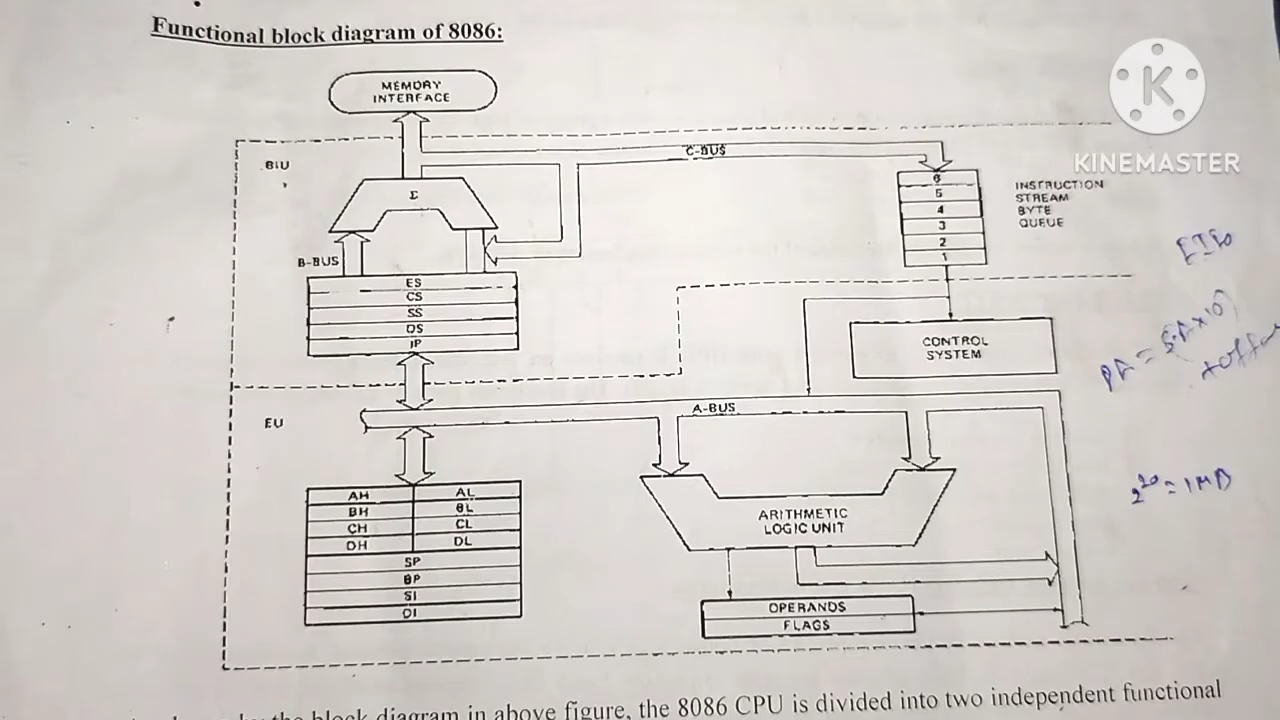 Functional block diagram of 8086:
MEMORY
INTERFACE
C-BUS
BIU
Σ
B-BUS
6
5
4
3
2
1
INSTRUCTION
STREAM
BYTE
QUEUE
ES
CS
SS
DS
IP
CONTROL
SYSTEM
EU
A-BUS
AH AL
BH BL
CH CL
DH DL
SP
BP
SI
DI
ARITHMETIC
LOGIC UNIT
OPERANDS
FLAGS
K
KINEMASTER
PA =
2^20 = 1MB
the block diagram in above figure, the 8086 CPU is divided into two independent functional